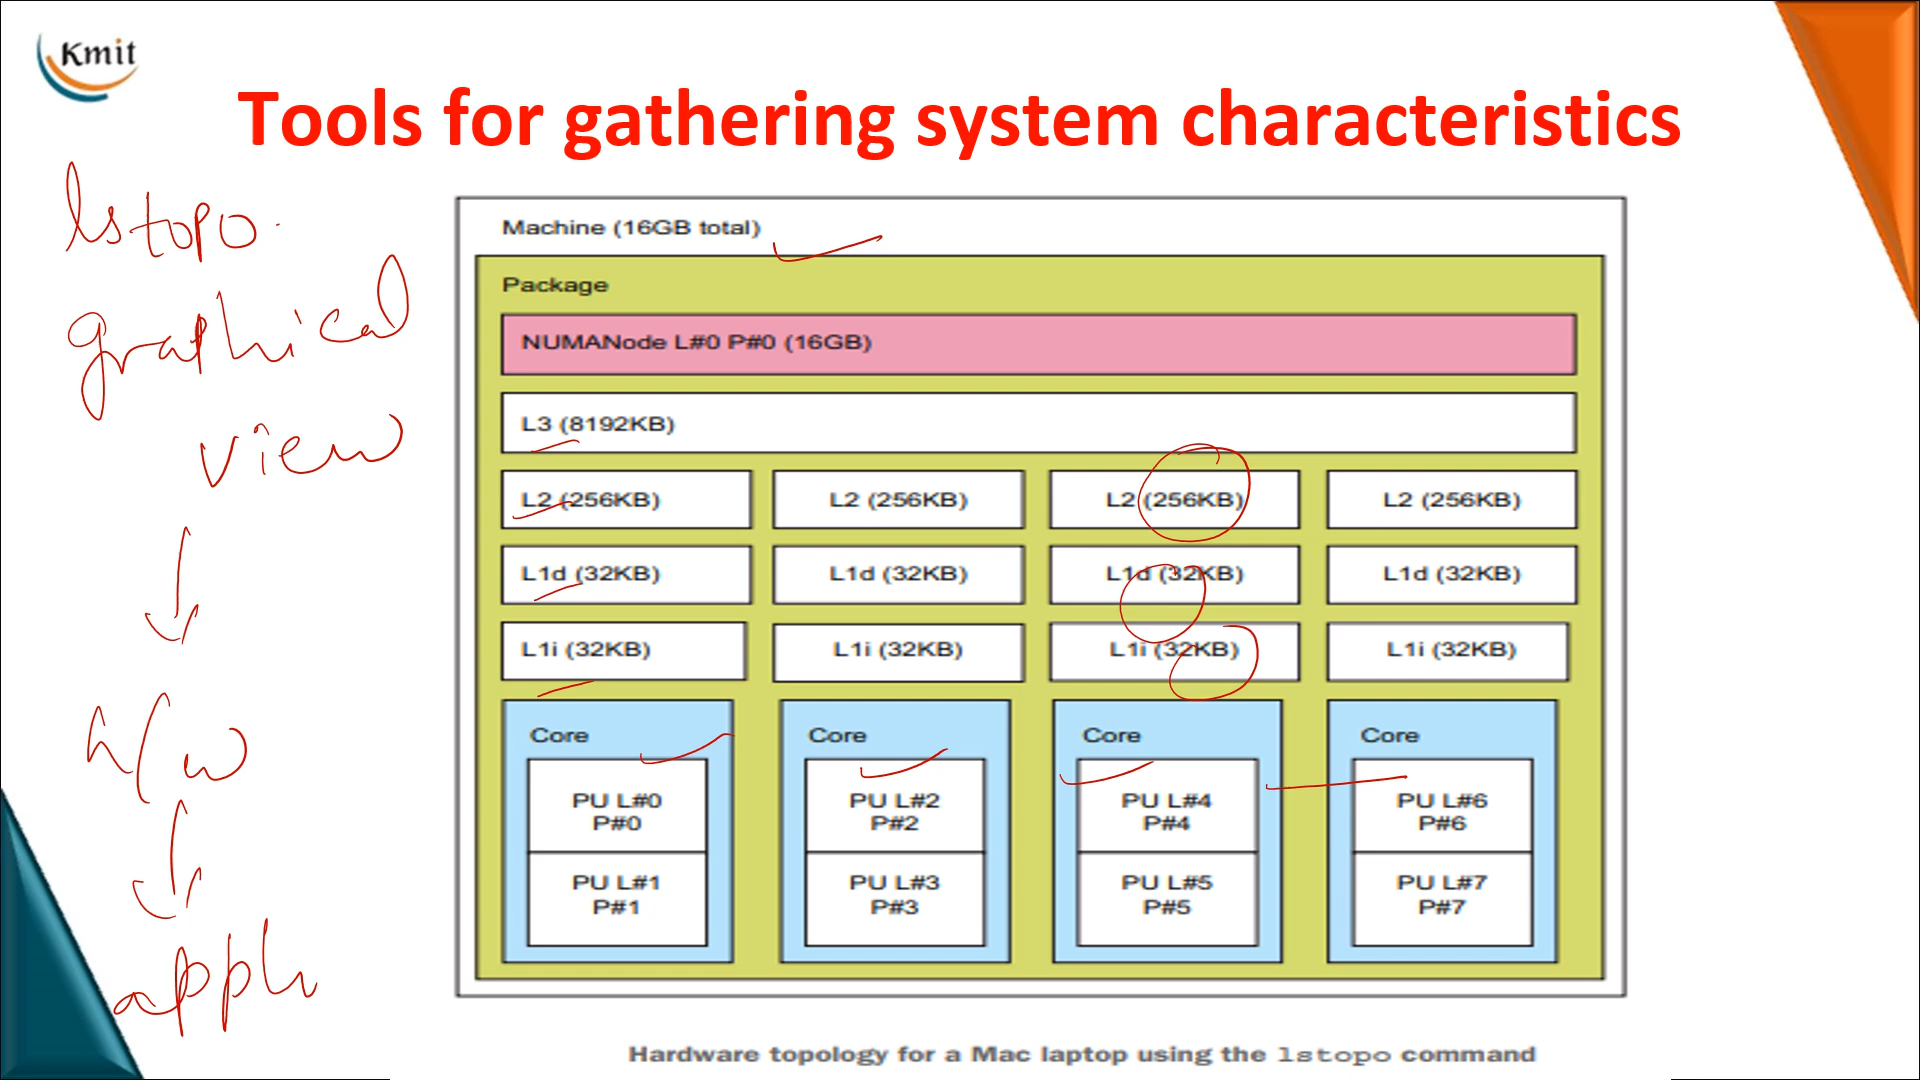 Kmit
Tools for gathering system characteristics
lstopo
graphical
view
h/w
appl
Machine (16GB total)
Package
NUMANode L#0 P#0 (16GB)
L3 (8192KB)
L2 (256KB) L2 (256KB) L2 (256KB) L2 (256KB)
L1d (32KB) L1d (32KB) L1d (32KB) L1d (32KB)
L1i (32KB) L1i (32KB) L1i (32KB) L1i (32KB)
Core Core Core Core
PU L#0 PU L#2 PU L#4 PU L#6
P#0 P#2 P#4 P#6
PU L#1 PU L#3 PU L#5 PU L#7
P#1 P#3 P#5 P#7
Hardware topology for a Mac laptop using the lstopo command